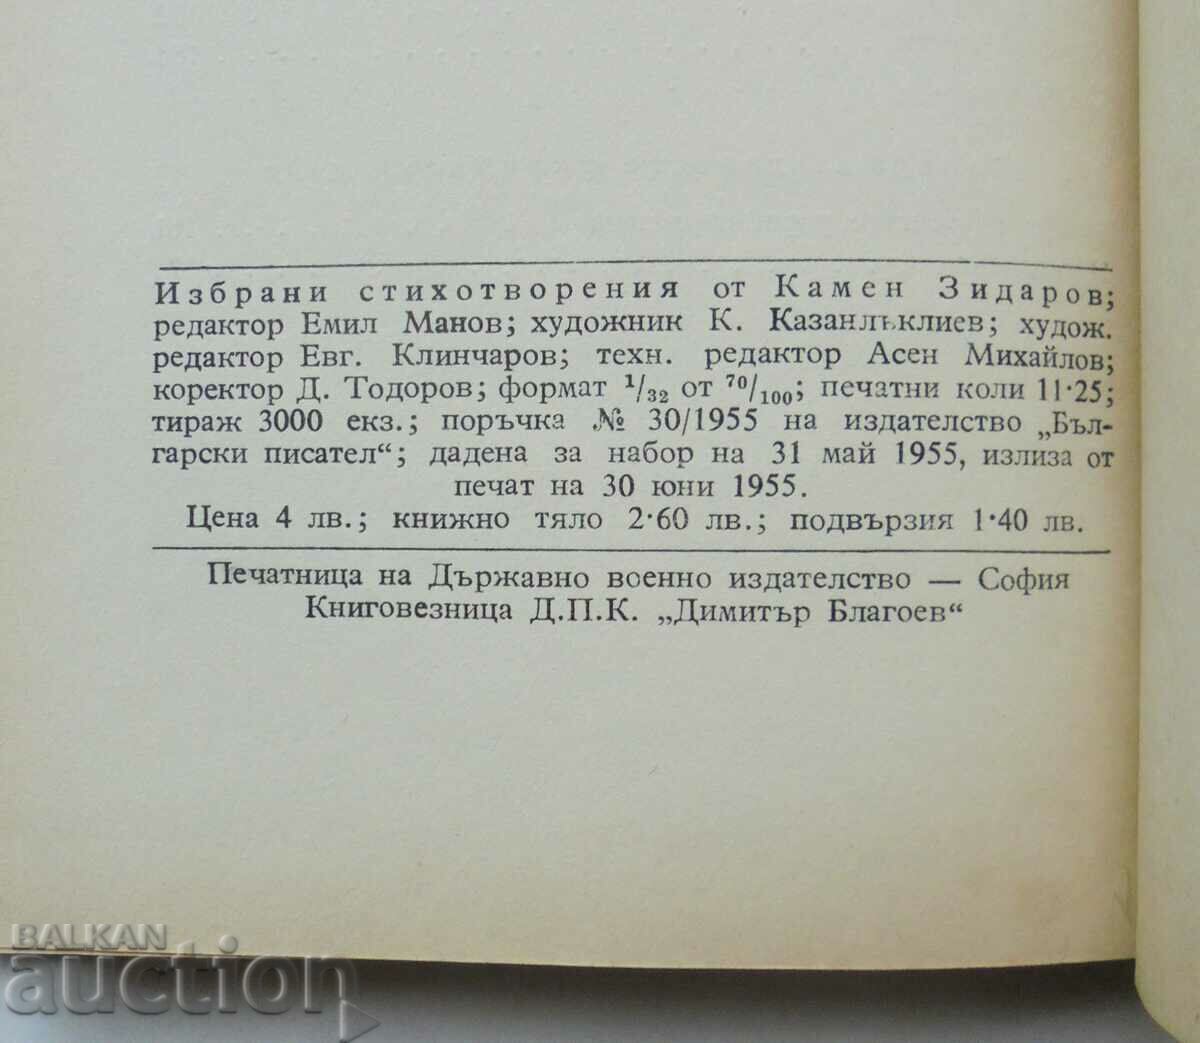 Избрани стихотворения от Камен Зидаров;
редактор Емил Манов; художник К. Казанлъклиев; худож.
редактор Евг. Клинчаров; техн. редактор Асен Михайлов;
коректор Д. Тодоров; формат 1/32 от 70/100; печатни коли 11·25;
тираж 3000 екз.; поръчка № 30/1955 на издателство „Бъл-
гарски писател“; дадена за набор на 31 май 1955, излиза от
печат на 30 юни 1955.
Цена 4 лв.; книжно тяло 2·60 лв.; подвързия 1·40 лв.
Печатница на Държавно военно издателство — София
Книговезница Д.П.К. „Димитър Благоев“
BALKAN
auction